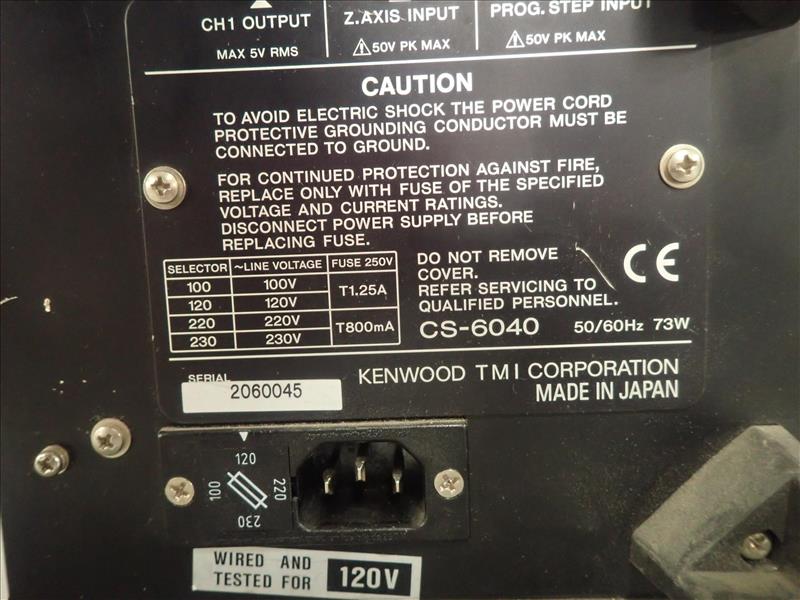 CH1 OUTPUT
MAX 5V RMS
Z.AXIS INPUT
50V PK MAX
PROG. STEP INPUT
50V PK MAX
CAUTION
TO AVOID ELECTRIC SHOCK THE POWER CORD
PROTECTIVE GROUNDING CONDUCTOR MUST BE
CONNECTED TO GROUND.
FOR CONTINUED PROTECTION AGAINST FIRE,
REPLACE ONLY WITH FUSE OF THE SPECIFIED
VOLTAGE AND CURRENT RATINGS.
DISCONNECT POWER SUPPLY BEFORE
REPLACING FUSE.
SELECTOR ~LINE VOLTAGE FUSE 250V
100 100V T1.25A
120 120V
220 220V T800mA
230 230V
DO NOT REMOVE
COVER.
REFER SERVICING TO
QUALIFIED PERSONNEL.
CE
CS-6040 50/60Hz 73W
SERIAL
2060045
KENWOOD TMI CORPORATION
MADE IN JAPAN
120
100
220
230
WIRED AND
TESTED FOR
120V